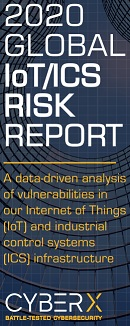 2020
GLOBAL
IoT/ICS
RISK
REPORT
A data-driven analysis
of vulnerabilities in
our Internet of Things
(IoT) and industrial
control systems
(ICS) infrastructure
CYBERX
BATTLE-TESTED CYBERSECURITY